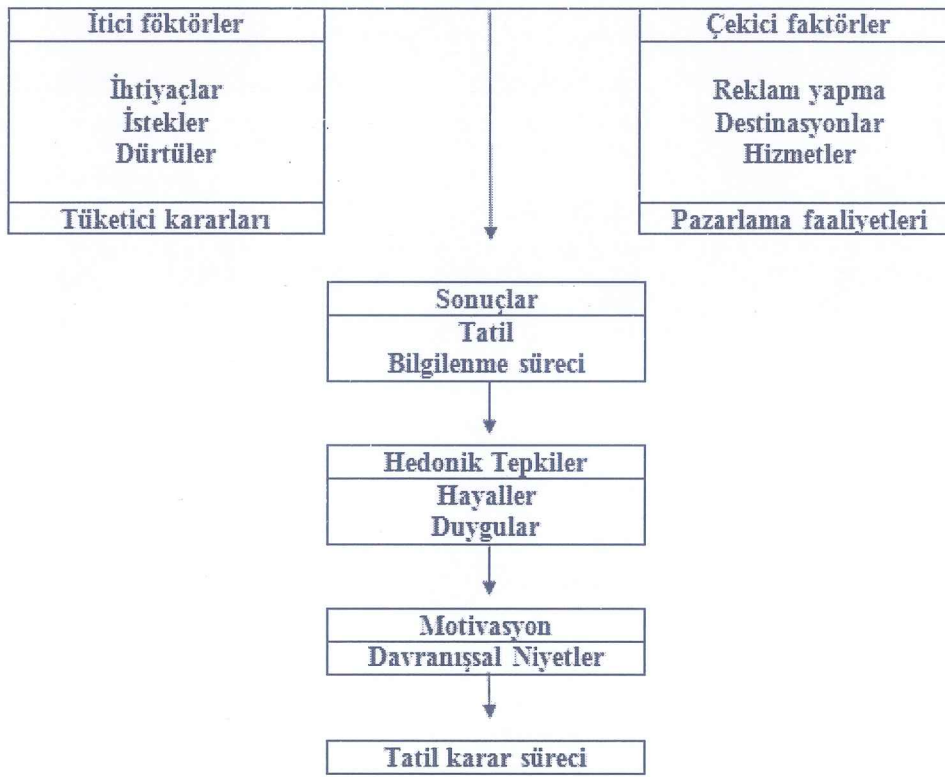 İtici föktörler
İhtiyaçlar
İstekler
Dürtüler
Tüketici kararları
Çekici faktörler
Reklam yapma
Destinasyonlar
Hizmetler
Pazarlama faaliyetleri
Sonuçlar
Tatil
Bilgilenme süreci
Hedonik Tepkiler
Hayaller
Duygular
Motivasyon
Davranışsal Niyetler
Tatil karar süreci